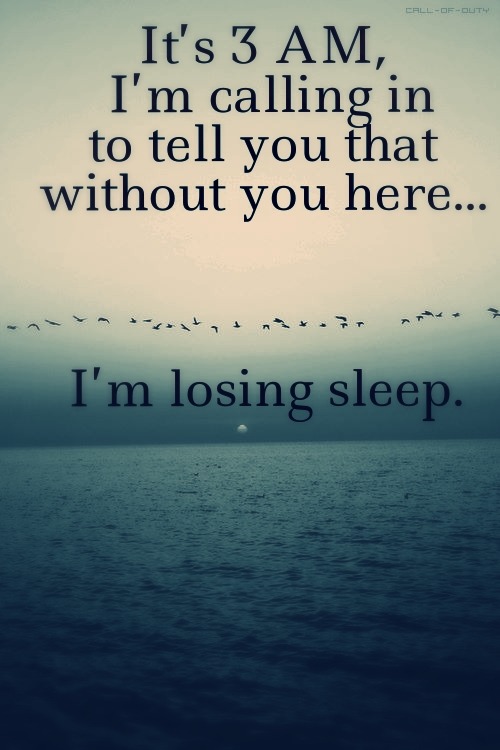 CALL-OF-DUTY
It's 3 AM,
I'm calling in
to tell you that
without you here...
I'm losing sleep.